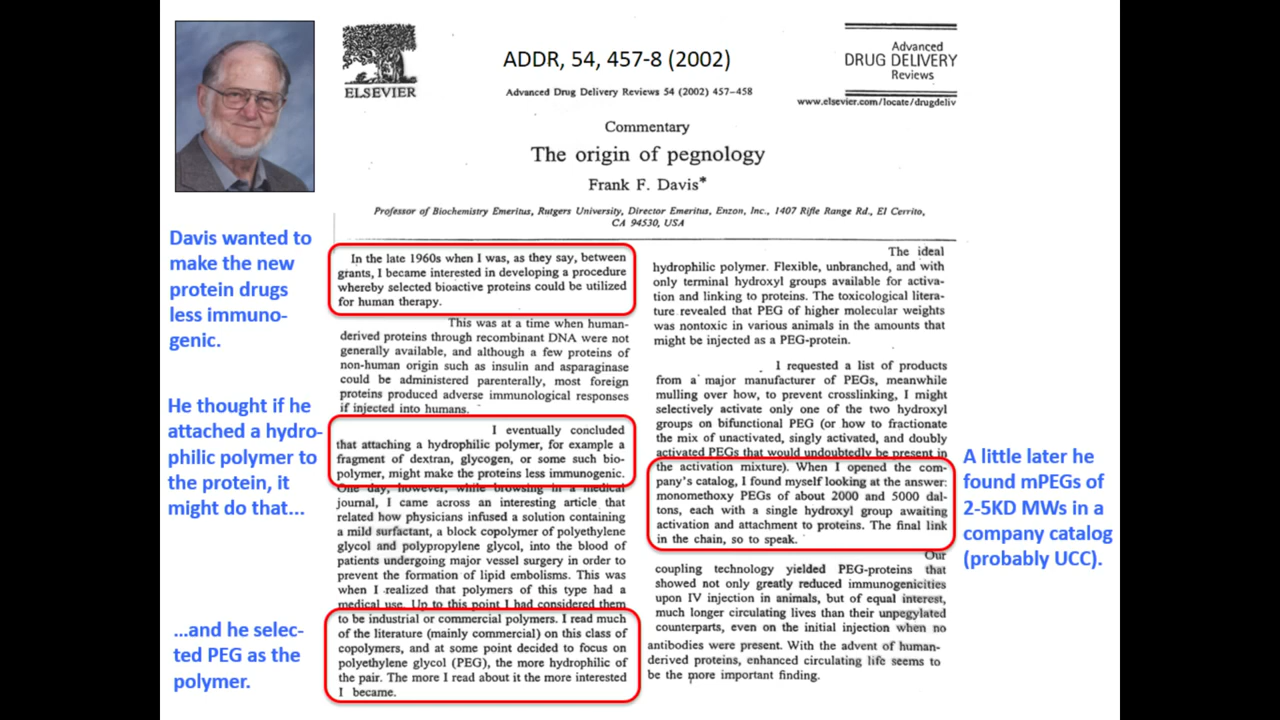 ELSEVIER
ADDR, 54, 457-8 (2002)
Advanced Drug Delivery Reviews 54 (2002) 457–458
Advanced
DRUG DELIVERY
Reviews
www.elsevier.com/locate/drugdeliv
Commentary
The origin of pegnology
Frank F. Davis*
Professor of Biochemistry Emeritus, Rutgers University, Director Emeritus, Enzon, Inc., 1407 Rifle Range Rd., El Cerrito,
CA 94530, USA
Davis wanted to
make the new
protein drugs
less immuno-
genic.
He thought if he
attached a hydro-
philic polymer to
the protein, it
might do that...
...and he selec-
ted PEG as the
polymer.
In the late 1960s when I was, as they say, between
grants, I became interested in developing a procedure
whereby selected bioactive proteins could be utilized
for human therapy.
This was at a time when human-
derived proteins through recombinant DNA were not
generally available, and although a few proteins of
non-human origin such as insulin and asparaginase
could be administered parenterally, most foreign
proteins produced adverse immunological responses
if injected into humans.
I eventually concluded
that attaching a hydrophilic polymer, for example a
fragment of dextran, glycogen, or some such bio-
polymer, might make the proteins less immunogenic.
One day, however, while browsing in a medical
journal, I came across an interesting article that
related how physicians infused a solution containing
a mild surfactant, a block copolymer of polyethylene
glycol and polypropylene glycol, into the blood of
patients undergoing major vessel surgery in order to
prevent the formation of lipid embolisms. This was
when I realized that polymers of this type had a
medical use. Up to this point I had considered them
to be industrial or commercial polymers. I read much
of the literature (mainly commercial) on this class of
copolymers, and at some point decided to focus on
polyethylene glycol (PEG), the more hydrophilic of
the pair. The more I read about it the more interested
I became.
The ideal
hydrophilic polymer. Flexible, unbranched, and with
only terminal hydroxyl groups available for activa-
tion and linking to proteins. The toxicological litera-
ture revealed that PEG of higher molecular weights
was nontoxic in various animals in the amounts that
might be injected as a PEG-protein.
I requested a list of products
from a major manufacturer of PEGs, meanwhile
mulling over how, to prevent crosslinking, I might
selectively activate only one of the two hydroxyl
groups on bifunctional PEG (or how to fractionate
the mix of unactivated, singly activated, and doubly
activated PEGs that would undoubtedly be present in
the activation mixture). When I opened the com-
pany's catalog, I found myself looking at the answer:
monomethoxy PEGs of about 2000 and 5000 dal-
tons, each with a single hydroxyl group awaiting
activation and attachment to proteins. The final link
in the chain, so to speak.
Our
coupling technology yielded PEG-proteins that
showed not only greatly reduced immunogenicities
upon IV injection in animals, but of equal interest,
much longer circulating lives than their unpegylated
counterparts, even on the initial injection when no
antibodies were present. With the advent of human-
derived proteins, enhanced circulating life seems to
be the more important finding.
A little later he
found mPEGs of
2-5KD MWs in a
company catalog
(probably UCC).